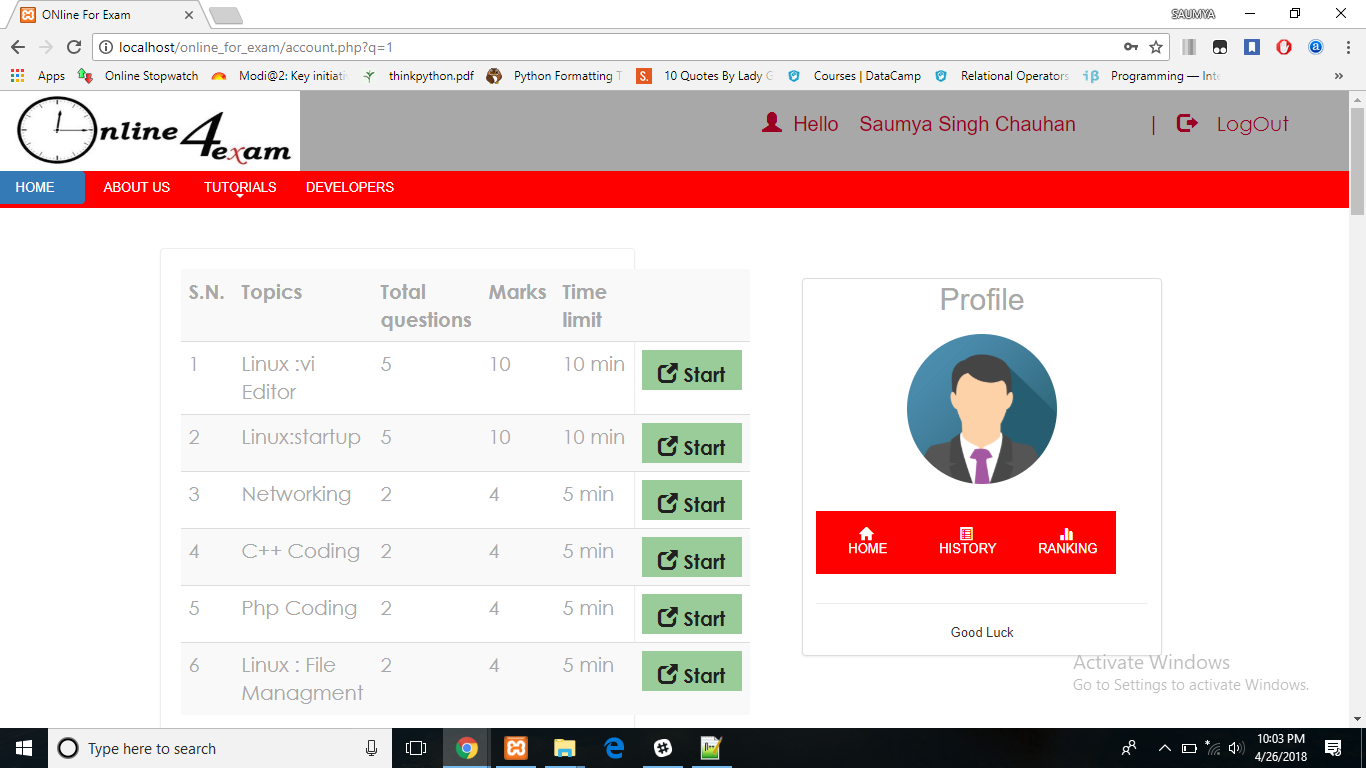 ONline For Exam
SAUMYA
localhost/online_for_exam/account.php?q=1
Apps Online Stopwatch Modi@2: Key initiati thinkpython.pdf Python Formatting T 10 Quotes By Lady G Courses | DataCamp Relational Operators Programming — Inte
Online 4 exam
Hello Saumya Singh Chauhan | LogOut
HOME ABOUT US TUTORIALS DEVELOPERS
S.N. Topics Total questions Marks Time limit
1 Linux :vi Editor 5 10 10 min Start
2 Linux:startup 5 10 10 min Start
3 Networking 2 4 5 min Start
4 C++ Coding 2 4 5 min Start
5 Php Coding 2 4 5 min Start
6 Linux : File Managment 2 4 5 min Start
Profile
HOME HISTORY RANKING
Good Luck
Activate Windows
Go to Settings to activate Windows.
Type here to search
10:03 PM
4/26/2018